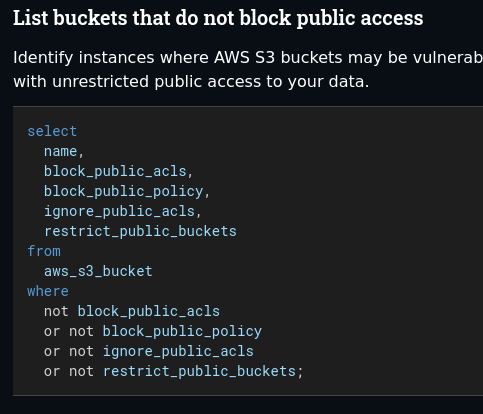 List buckets that do not block public access
Identify instances where AWS S3 buckets may be
with unrestricted public access to your data.
select
  name,
  block_public_acls,
  block_public_policy,
  ignore_public_acls,
  restrict_public_buckets
from
  aws_s3_bucket
where
  not block_public_acls
  or not block_public_policy
  or not ignore_public_acls
  or not restrict_public_buckets;